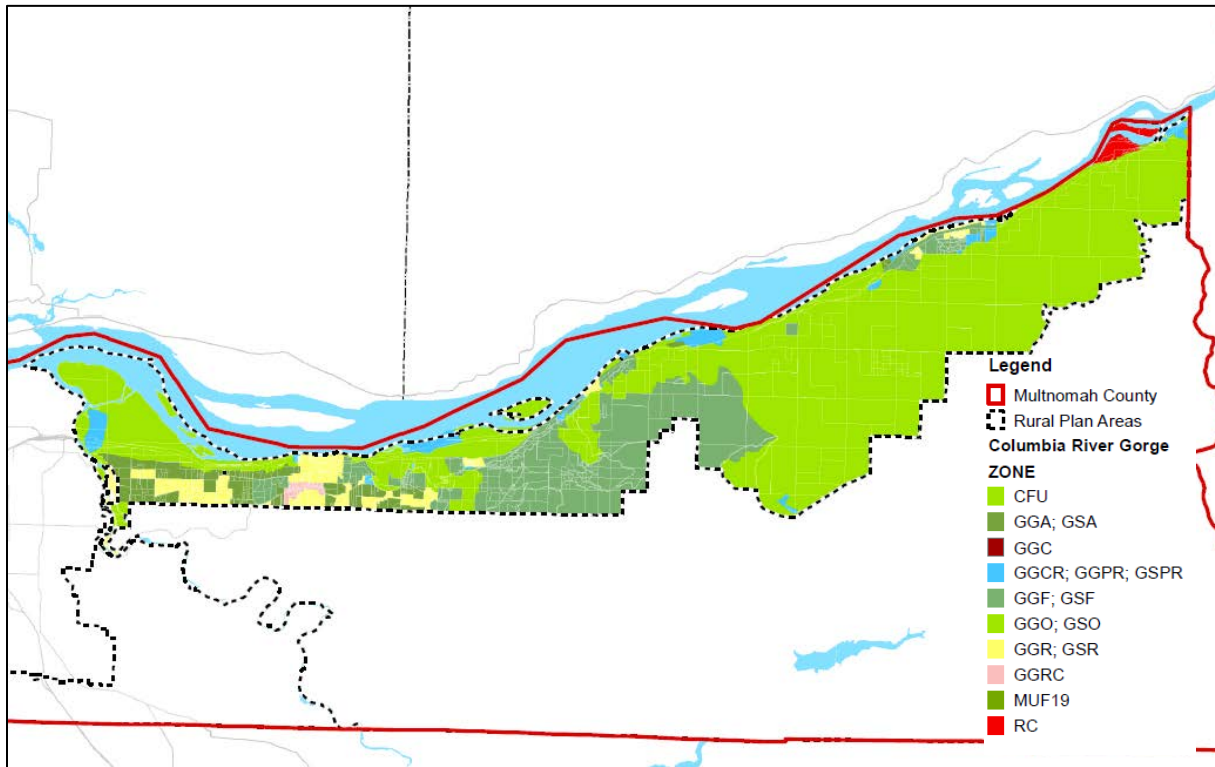 Legend
Multnomah County
Rural Plan Areas
Columbia River Gorge
ZONE
CFU
GGA; GSA
GGC
GGCR; GGPR; GSPR
GGF; GSF
GGO; GSO
GGR; GSR
GGRC
MUF19
RC